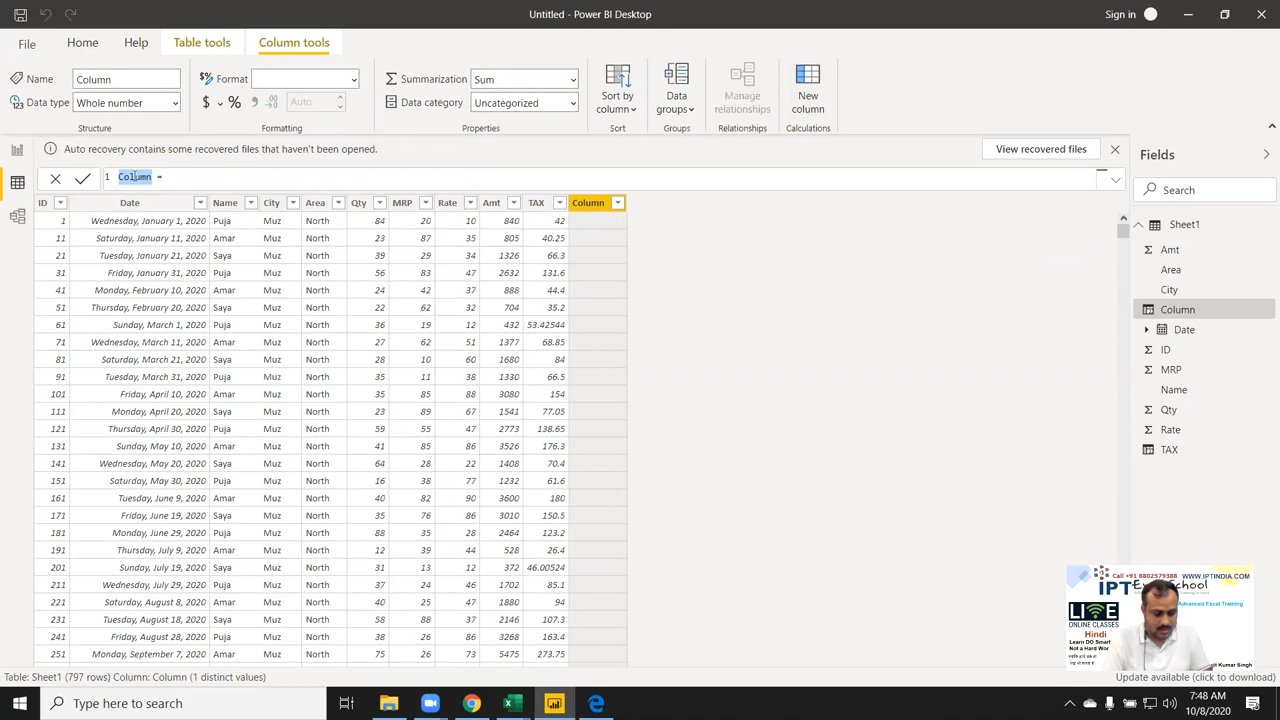 Untitled - Power BI Desktop
Sign in
File
Home
Help
Table tools
Column tools
Name
Column
Format
Summarization
Sum
Data type
Whole number
$
%
Auto
Data category
Uncategorized
Sort by column
Data groups
Manage relationships
New column
Structure
Formatting
Properties
Sort
Groups
Relationships
Calculations
Auto recovery contains some recovered files that haven't been opened.
View recovered files
1 Column =
ID Date Name City Area Qty MRP Rate Amt TAX Column
1 Wednesday, January 1, 2020 Puja Muz North 84 20 10 840 42
11 Saturday, January 11, 2020 Amar Muz North 23 87 35 805 40.25
21 Tuesday, January 21, 2020 Saya Muz North 39 29 34 1326 66.3
31 Friday, January 31, 2020 Puja Muz North 56 83 47 2632 131.6
41 Monday, February 10, 2020 Amar Muz North 24 42 37 888 44.4
51 Thursday, February 20, 2020 Saya Muz North 22 62 32 704 35.2
61 Sunday, March 1, 2020 Puja Muz North 36 19 12 432 53.42544
71 Wednesday, March 11, 2020 Amar Muz North 27 62 51 1377 68.85
81 Saturday, March 21, 2020 Saya Muz North 28 10 60 1680 84
91 Tuesday, March 31, 2020 Puja Muz North 35 11 38 1330 66.5
101 Friday, April 10, 2020 Amar Muz North 35 85 88 3080 154
111 Monday, April 20, 2020 Saya Muz North 23 89 67 1541 77.05
121 Thursday, April 30, 2020 Puja Muz North 59 55 47 2773 138.65
131 Sunday, May 10, 2020 Amar Muz North 41 85 86 3526 176.3
141 Wednesday, May 20, 2020 Saya Muz North 64 28 22 1408 70.4
151 Saturday, May 30, 2020 Puja Muz North 16 38 77 1232 61.6
161 Tuesday, June 9, 2020 Amar Muz North 40 82 90 3600 180
171 Friday, June 19, 2020 Saya Muz North 35 76 86 3010 150.5
181 Monday, June 29, 2020 Puja Muz North 88 35 28 2464 123.2
191 Thursday, July 9, 2020 Amar Muz North 12 39 44 528 26.4
201 Sunday, July 19, 2020 Saya Muz North 31 13 12 372 46.00524
211 Wednesday, July 29, 2020 Puja Muz North 37 24 46 1702 85.1
221 Saturday, August 8, 2020 Amar Muz North 40 25 47 1880 94
231 Tuesday, August 18, 2020 Saya Muz North 58 88 37 2146 107.3
241 Friday, August 28, 2020 Puja Muz North 38 26 86 3268 163.4
251 Monday, September 7, 2020 Amar Muz North 75 26 73 5475 273.75
Fields
Search
Sheet1
Amt
Area
City
Column
Date
ID
MRP
Name
Qty
Rate
TAX
Call +91 8802579388 WWW.IPTINDIA.COM
IPT
School
Advanced Excel Training
LIVE
ONLINE CLASSES
Hindi
Learn DO Smar
Not a Hard Wor
jit Kumar Singh
Table: Sheet1 (797 rows) Column: Column (1 distinct values)
Update available (click to download)
Type here to search
7:48 AM
10/8/2020